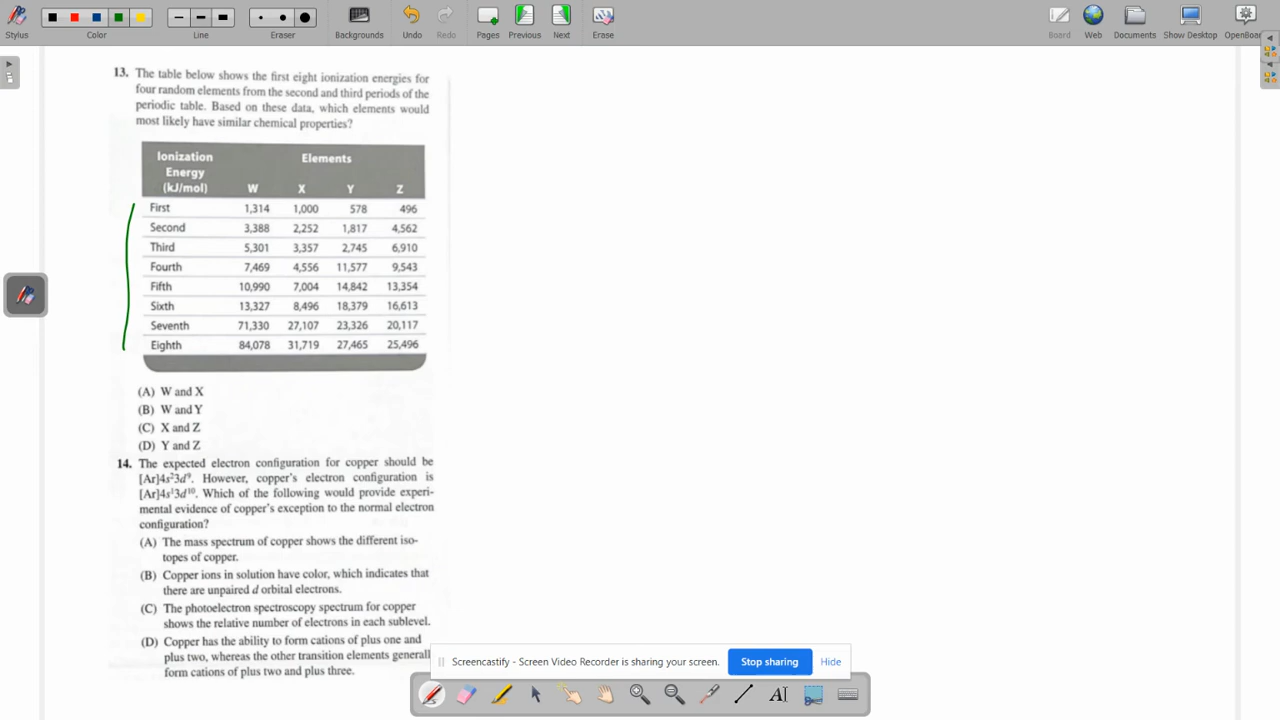 Stylus
Color
Line
Eraser
Backgrounds
Undo
Redo
Pages
Previous
Next
Erase
Board
Web
Documents
Show Desktop
OpenBoa
13. The table below shows the first eight ionization energies for
four random elements from the second and third periods of the
periodic table. Based on these data, which elements would
most likely have similar chemical properties?
Ionization Energy (kJ/mol) Elements
W X Y Z
First 1,314 1,000 578 496
Second 3,388 2,252 1,817 4,562
Third 5,301 3,357 2,745 6,910
Fourth 7,469 4,556 11,577 9,543
Fifth 10,990 7,004 14,842 13,354
Sixth 13,327 8,496 18,379 16,613
Seventh 71,330 27,107 23,326 20,117
Eighth 84,078 31,719 27,465 25,496
(A) W and X
(B) W and Y
(C) X and Z
(D) Y and Z
14. The expected electron configuration for copper should be
[Ar]4s²3d⁹. However, copper's electron configuration is
[Ar]4s¹3d¹⁰. Which of the following would provide experi-
mental evidence of copper's exception to the normal electron
configuration?
(A) The mass spectrum of copper shows the different iso-
topes of copper.
(B) Copper ions in solution have color, which indicates that
there are unpaired d orbital electrons.
(C) The photoelectron spectroscopy spectrum for copper
shows the relative number of electrons in each sublevel.
(D) Copper has the ability to form cations of plus one and
plus two, whereas the other transition elements generall
form cations of plus two and plus three.
Screencastify - Screen Video Recorder is sharing your screen.
Stop sharing
Hide